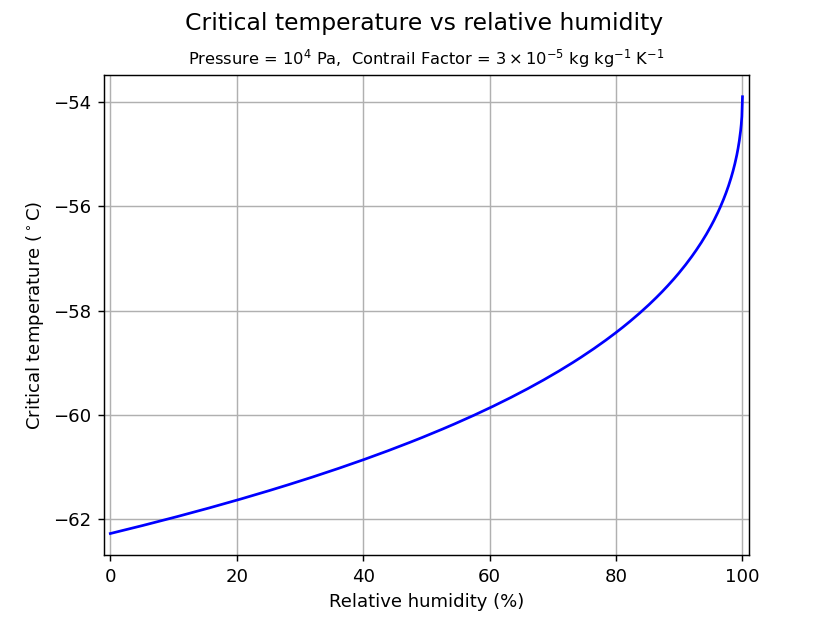 Critical temperature vs relative humidity
Pressure = 10⁴ Pa,  Contrail Factor = 3 × 10⁻⁵ kg kg⁻¹ K⁻¹
−54
−56
−58
−60
−62
Critical temperature (°C)
0 20 40 60 80 100
Relative humidity (%)